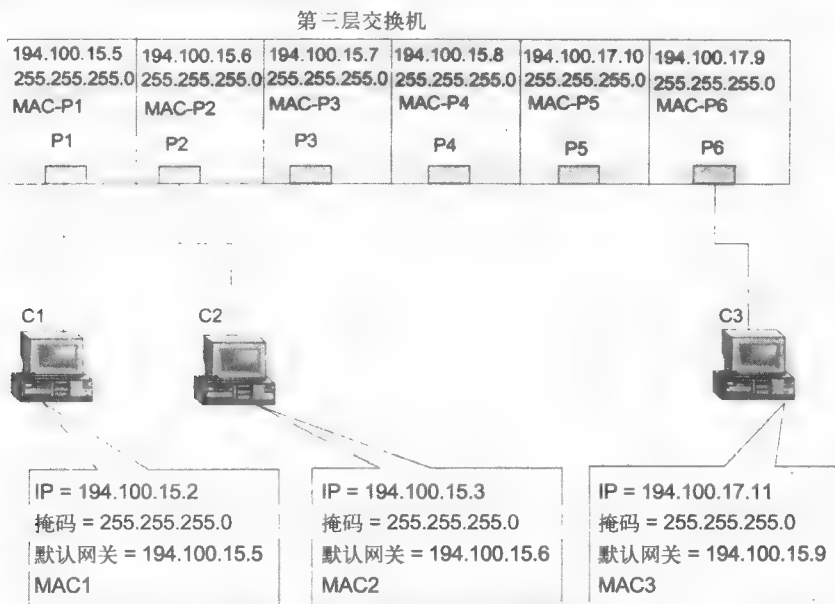 第三层交换机
194.100.15.5 194.100.15.6 194.100.15.7 194.100.15.8 194.100.17.10 194.100.17.9
255.255.255.0 255.255.255.0 255.255.255.0 255.255.255.0 255.255.255.0 255.255.255.0
MAC-P1 MAC-P2 MAC-P3 MAC-P4 MAC-P5 MAC-P6
P1 P2 P3 P4 P5 P6
C1 C2 C3
IP = 194.100.15.2
掩码 = 255.255.255.0
默认网关 = 194.100.15.5
MAC1
IP = 194.100.15.3
掩码 = 255.255.255.0
默认网关 = 194.100.15.6
MAC2
IP = 194.100.17.11
掩码 = 255.255.255.0
默认网关 = 194.100.15.9
MAC3